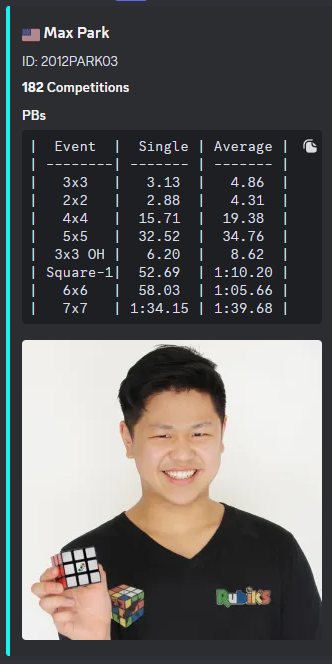 Max Park
ID: 2012PARK03
182 Competitions
PBs
|  Event  |  Single | Average |
| --------| ------- | ------- |
|   3x3   |   3.13  |   4.86  |
|   2x2   |   2.88  |   4.31  |
|   4x4   |  15.71  |  19.38  |
|   5x5   |  32.52  |  34.76  |
|  3x3 OH |   6.20  |   8.62  |
| Square-1|  52.69  | 1:10.20 |
|   6x6   |  58.03  | 1:05.66 |
|   7x7   | 1:34.15 | 1:39.68 |
Rubik's